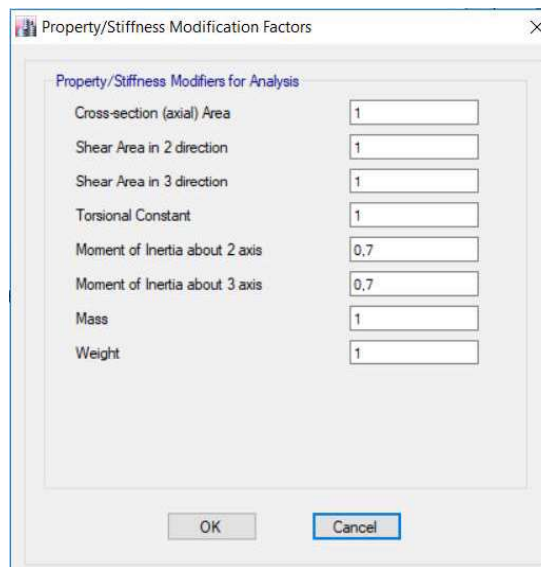 Property/Stiffness Modification Factors
Property/Stiffness Modifiers for Analysis
Cross-section (axial) Area 1
Shear Area in 2 direction 1
Shear Area in 3 direction 1
Torsional Constant 1
Moment of Inertia about 2 axis 0,7
Moment of Inertia about 3 axis 0,7
Mass 1
Weight 1
OK Cancel